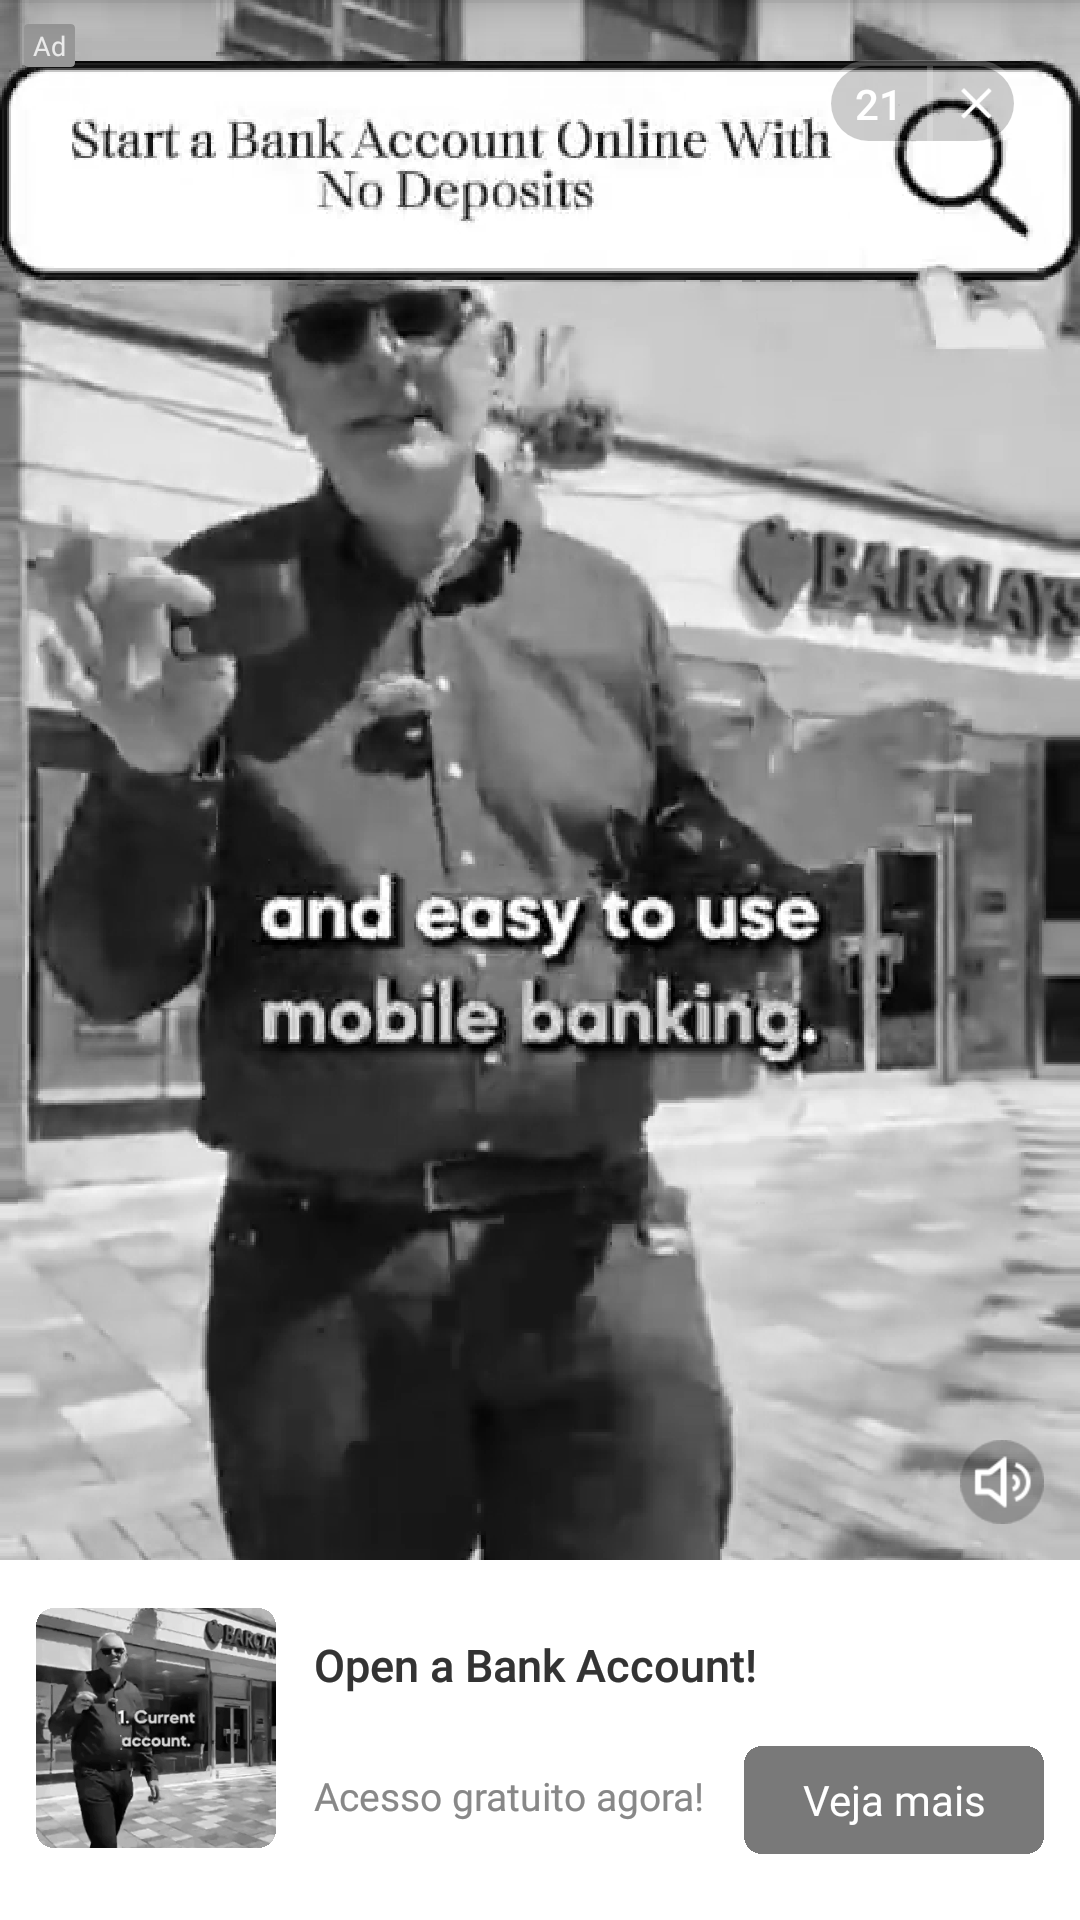 Ad
21
Start a Bank Account Online With
No Deposits
BARCLAYS
and easy to use
mobile banking.
BARCLA
1. Current
account.
Open a Bank Account!
Acesso gratuito agora!
Veja mais